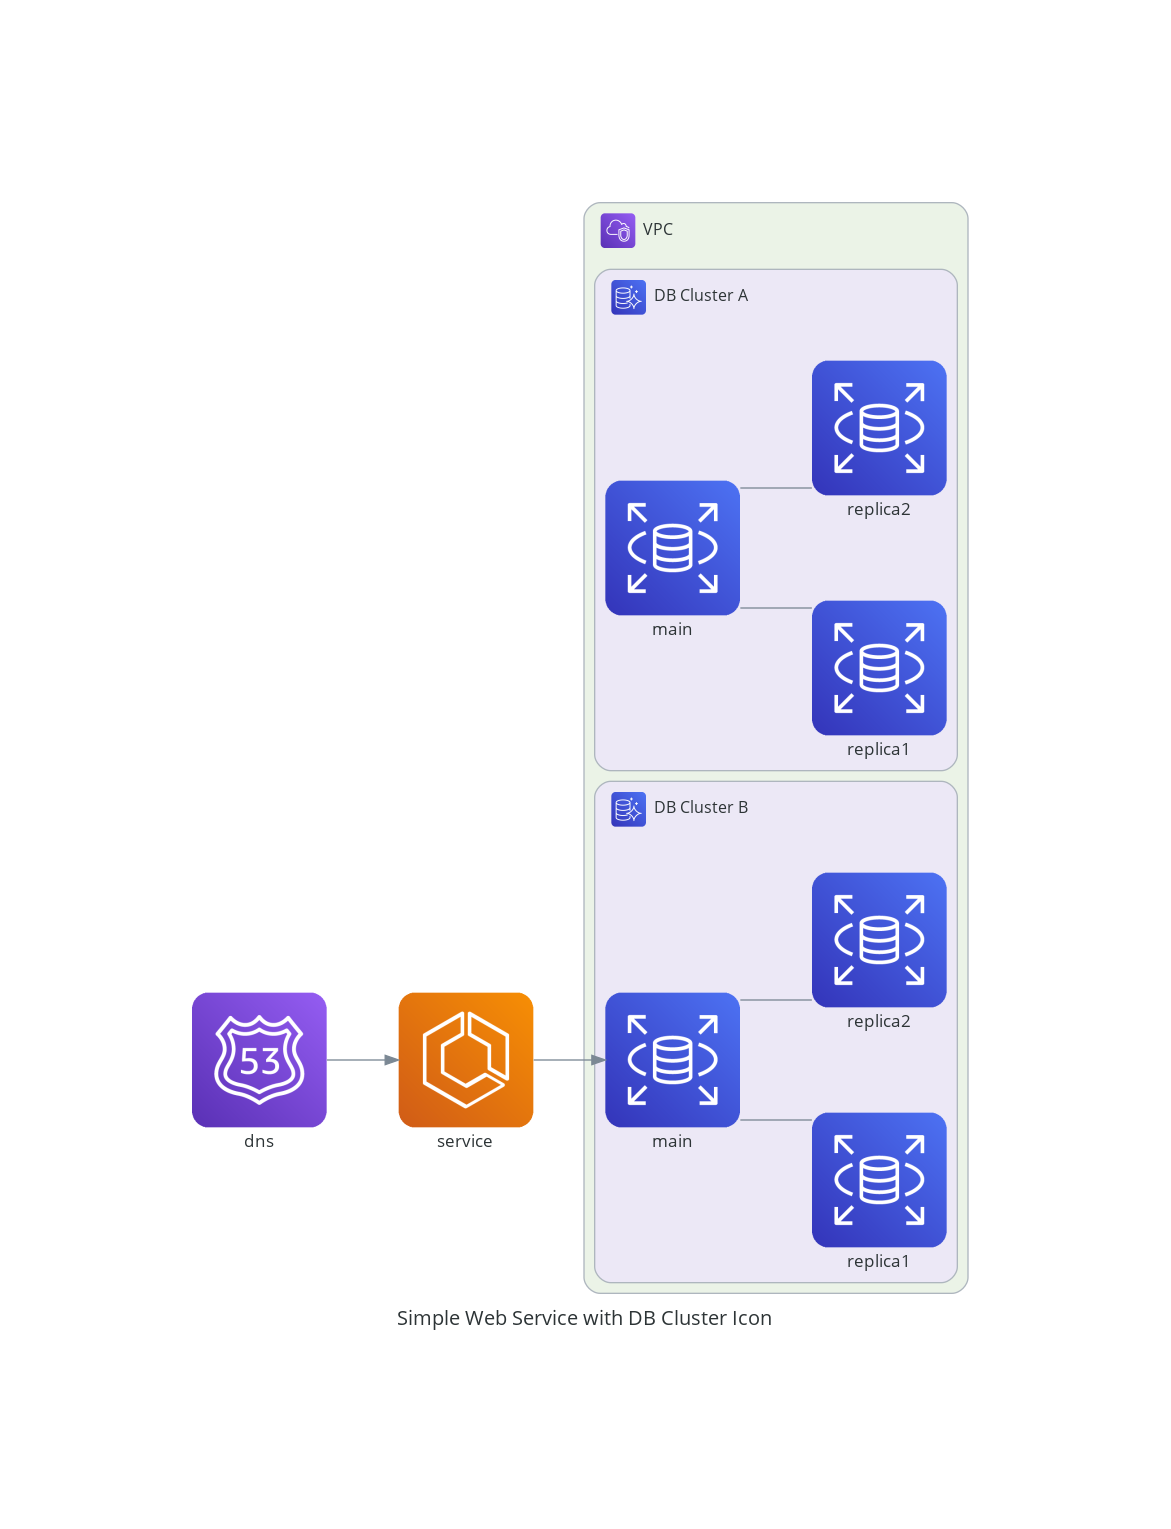 VPC
DB Cluster A
replica2
main
replica1
DB Cluster B
replica2
53
dns
service
main
replica1
Simple Web Service with DB Cluster Icon